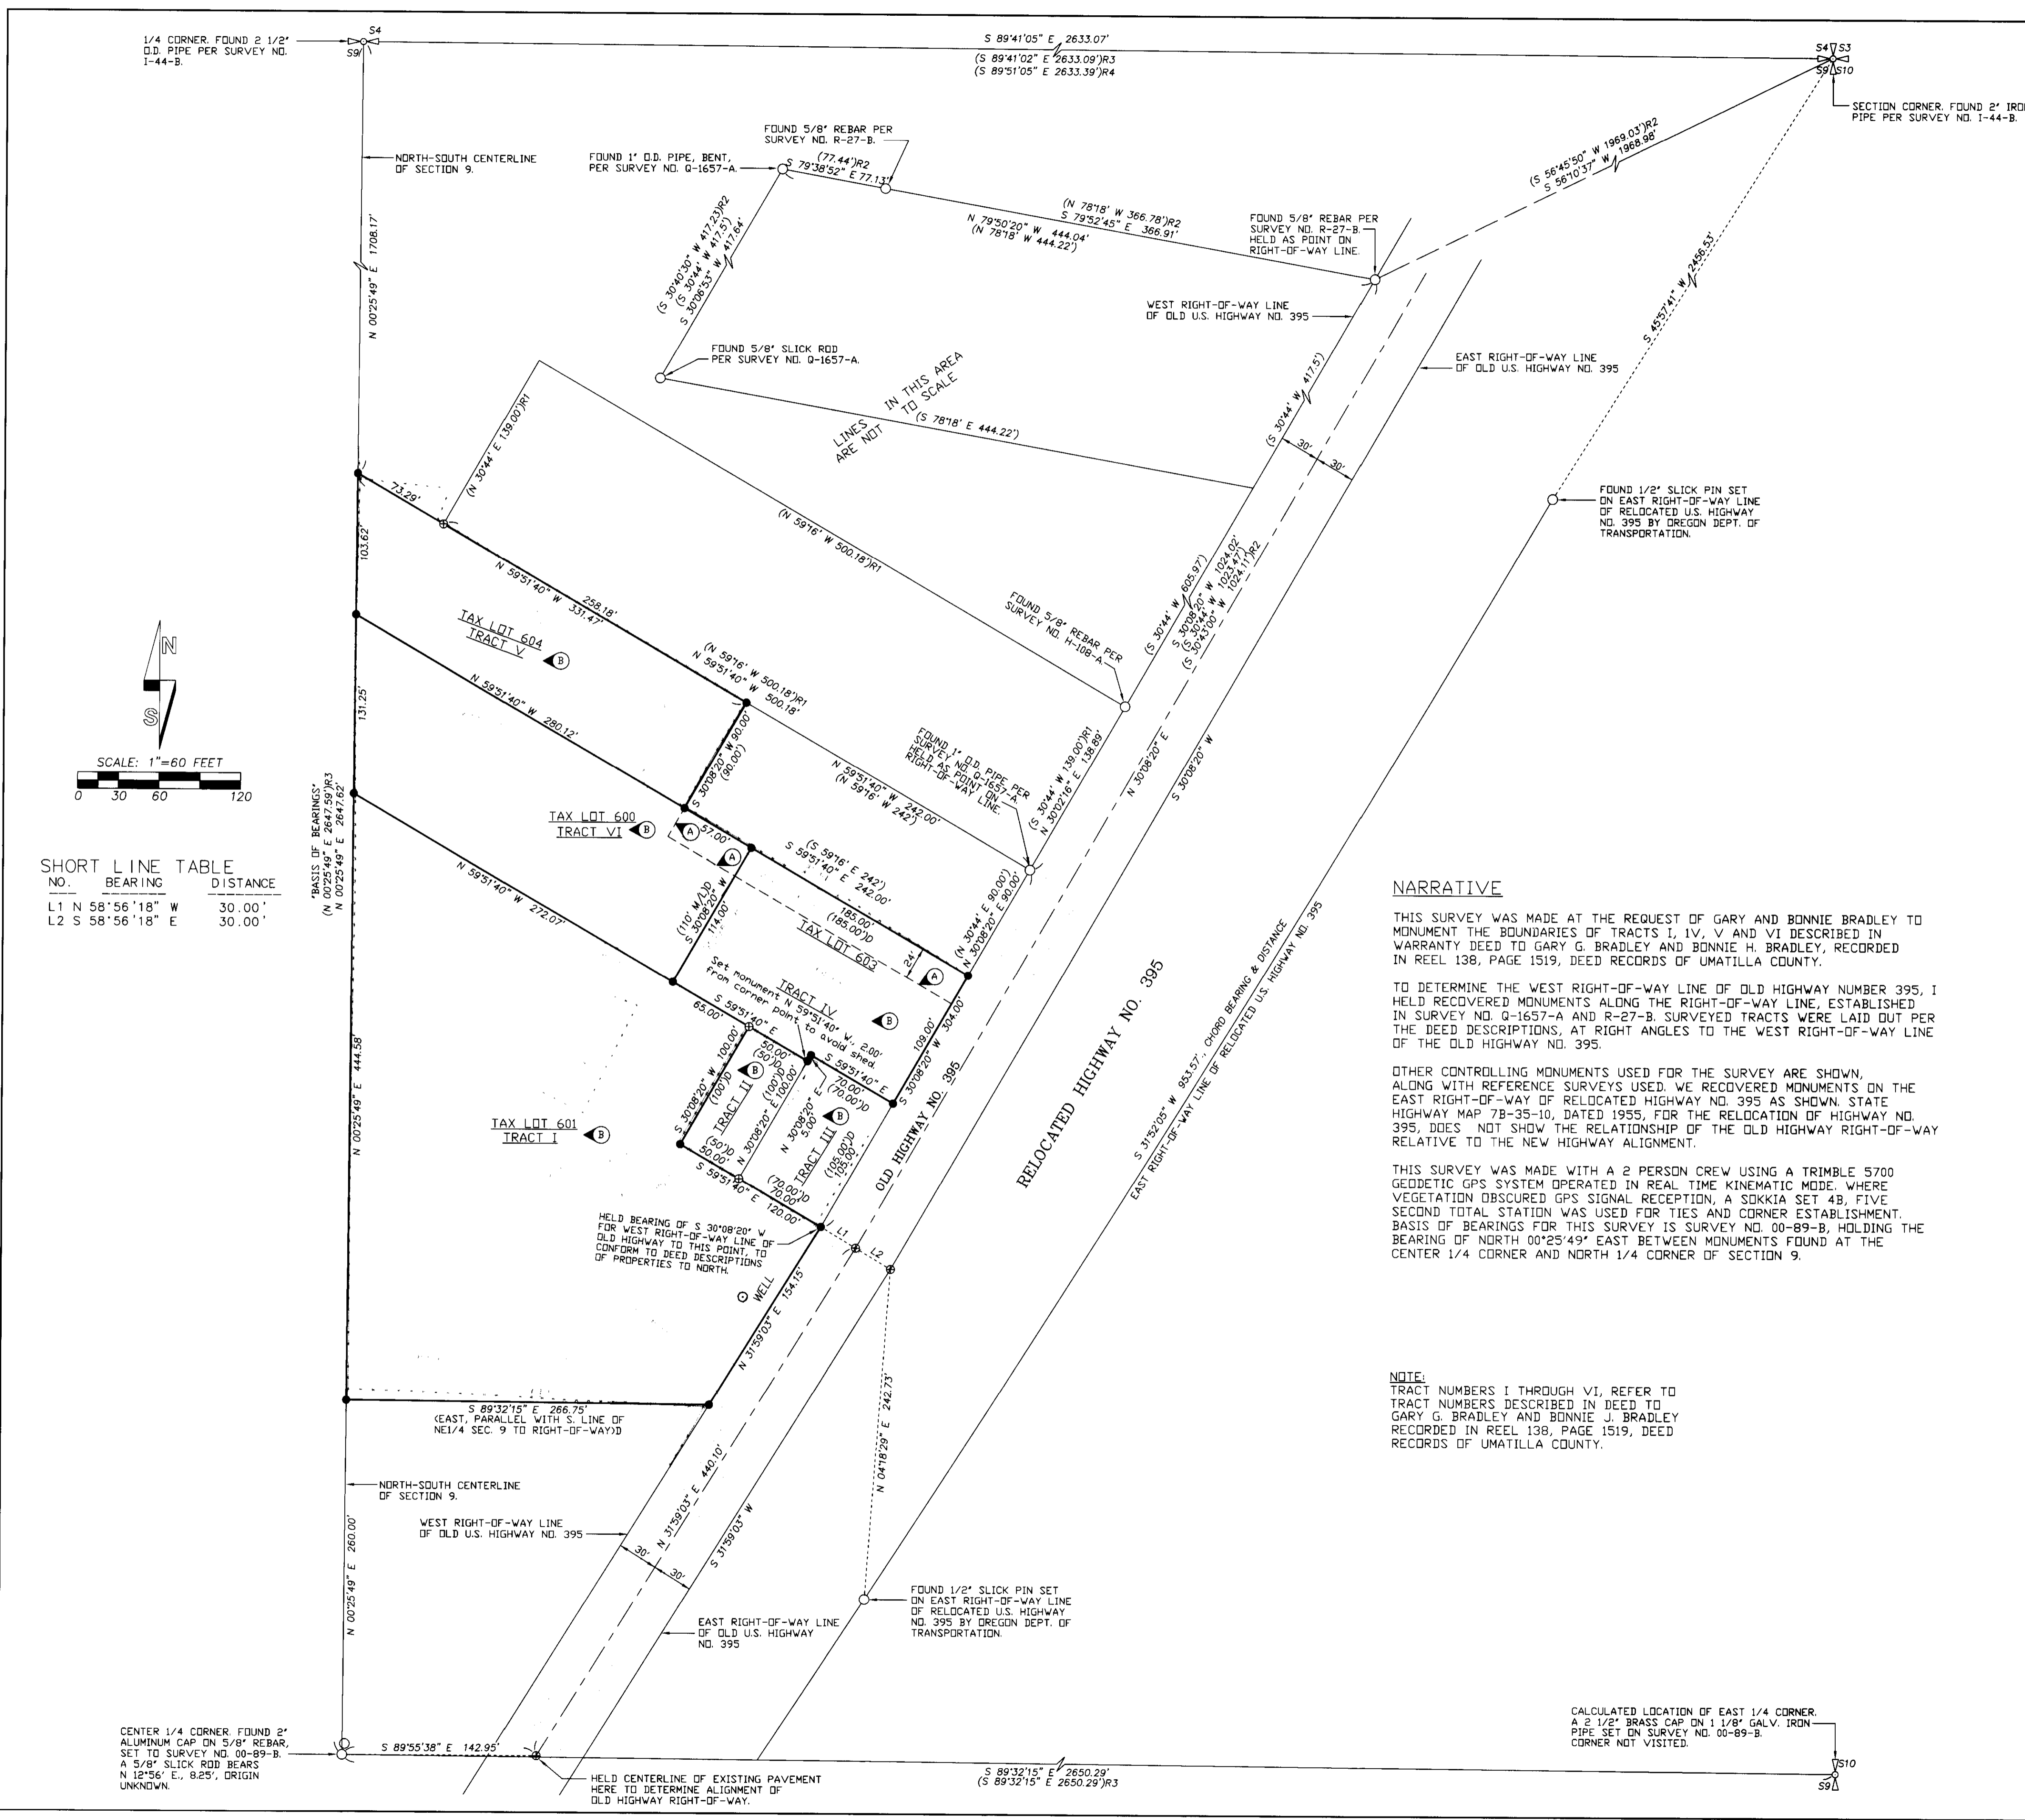 1/4 CORNER. FOUND 2 1/2"
O.D. PIPE PER SURVEY NO.
I-44-B.
S4
S9
S 89°41'05" E 2633.07'
(S 89°41'02" E 2633.09')R3
(S 89°51'05" E 2633.39')R4
S4 S3
S9 S10
SECTION CORNER. FOUND 2"
PIPE PER SURVEY NO. I-44-B.
NORTH-SOUTH CENTERLINE
OF SECTION 9.
N 00°25'49" E 1708.17'
FOUND 5/8" REBAR PER
SURVEY NO. R-27-B.
FOUND 1" O.D. PIPE, BENT,
PER SURVEY NO. Q-1657-A.
(77.44')R2
S 79°38'52" E 77.13'
(N 78°18' W 366.78')R2
S 79°52'45" E 366.91'
N 79°50'20" W 444.04'
(N 78°18' W 444.22')
FOUND 5/8" REBAR PER
SURVEY NO. R-27-B.
HELD AS POINT ON
RIGHT-OF-WAY LINE.
(S 56°45'50" W 1969.03')R2
S 56°10'37" W 1968.98'
S 45°57'41" W 2456.53'
(S 30°40'30" W 417.23)R2
(S 30°44' W 417.5')
S 30°06'53" W 417.64'
WEST RIGHT-OF-WAY LINE
OF OLD U.S. HIGHWAY NO. 395
EAST RIGHT-OF-WAY LINE
OF OLD U.S. HIGHWAY NO. 395
FOUND 5/8" SLICK ROD
PER SURVEY NO. Q-1657-A.
LINES IN THIS AREA
ARE NOT TO SCALE
(S 78°18' E 444.22')
(S 30°44' W 417.5')
30'
30'
FOUND 1/2" SLICK PIN SET
ON EAST RIGHT-OF-WAY LINE
OF RELOCATED U.S. HIGHWAY
NO. 395 BY OREGON DEPT. OF
TRANSPORTATION.
(N 30°44' E 139.00')R1
73.29'
103.62'
(N 59°16' W 500.18')R1
(S 30°44' W 605.97')
S 30°08'20" W 1024.02'
(S 30°44' W 1023.47')
(S 30°43'00" W 1024.11')R2
FOUND 5/8" REBAR PER
SURVEY NO. H-108-A.
258.18'
N 59°51'40" W 331.47'
TAX LOT 604
TRACT V
B
(N 59°16' W 500.18')R1
N 59°51'40" W 500.18'
N
S
SCALE: 1"=60 FEET
0 30 60 120
131.25'
N 59°51'40" W 280.12'
S 30°08'20" W 90.00'
(90.00')
FOUND 1" O.D. PIPE PER
SURVEY NO. Q-1657-A.
HELD AS POINT ON
RIGHT-OF-WAY LINE.
N 59°51'40" W 242.00'
(N 59°16' W 242')
(S 30°44' W 139.00')R1
N 30°02'16" E 138.89'
N 30°08'20" E
S 30°08'20" W
"BASIS OF BEARINGS"
(N 00°25'49" E 2647.59')R3
N 00°25'49" E 2647.62'
TAX LOT 600
TRACT VI
B
A
57.00'
A
(S 59°16' E 242')
S 59°51'40" E 242.00'
185.00'
(185.00')D
TAX LOT 603
24'
A
(N 30°44' E 90.00')
N 30°08'20" E 90.00'
SHORT LINE TABLE
NO. BEARING DISTANCE
L1 N 58°56'18" W 30.00'
L2 S 58°56'18" E 30.00'
N 59°51'40" W 272.07'
(110' M/L)D
S 30°08'20" W
114.00'
Set monument N 59°51'40" W., 2.00'
from corner point to avoid shed.
TRACT IV
B
109.00'
S 30°08'20" W 304.00'
65.00'
S 59°51'40" E
50.00'
(50')D
S 59°51'40" E
70.00'
(70.00')D
S 30°08'20" W 100.00'
(100')D
TRACT II
B
(100')D
N 30°08'20" E 100.00'
N 30°08'20" E
5.00'
TRACT III
B
(105.00')D
105.00'
(50')D
50.00'
(70.00')D
70.00'
S 59°51'40" E 120.00'
TAX LOT 601
TRACT I
B
N 00°25'49" E 444.58'
OLD HIGHWAY NO. 395
RELOCATED HIGHWAY NO. 395
S 31°52'05" W 953.57', CHORD BEARING & DISTANCE
EAST RIGHT-OF-WAY LINE OF RELOCATED U.S. HIGHWAY NO. 395
HELD BEARING OF S 30°08'20" W
FOR WEST RIGHT-OF-WAY LINE OF
OLD HIGHWAY TO THIS POINT, TO
CONFORM TO DEED DESCRIPTIONS
OF PROPERTIES TO NORTH.
L1
L2
WELL
N 31°59'03" E 154.15'
N 04°18'29" E 242.73'
S 89°32'15" E 266.75'
(EAST, PARALLEL WITH S. LINE OF
NE1/4 SEC. 9 TO RIGHT-OF-WAY)D
NORTH-SOUTH CENTERLINE
OF SECTION 9.
N 00°25'49" E 260.00'
WEST RIGHT-OF-WAY LINE
OF OLD U.S. HIGHWAY NO. 395
N 31°59'03" E 440.10'
S 31°59'03" W
30'
30'
EAST RIGHT-OF-WAY LINE
OF OLD U.S. HIGHWAY
NO. 395
FOUND 1/2" SLICK PIN SET
ON EAST RIGHT-OF-WAY LINE
OF RELOCATED U.S. HIGHWAY
NO. 395 BY OREGON DEPT. OF
TRANSPORTATION.
CENTER 1/4 CORNER. FOUND 2"
ALUMINUM CAP ON 5/8" REBAR,
SET TO SURVEY NO. 00-89-B.
A 5/8" SLICK ROD BEARS
N 12°56' E., 8.25', ORIGIN
UNKNOWN.
S 89°55'38" E 142.95'
HELD CENTERLINE OF EXISTING PAVEMENT
HERE TO DETERMINE ALIGNMENT OF
OLD HIGHWAY RIGHT-OF-WAY.
S 89°32'15" E 2650.29'
(S 89°32'15" E 2650.29')R3
CALCULATED LOCATION OF EAST 1/4 CORNER.
A 2 1/2" BRASS CAP ON 1 1/8" GALV. IRON
PIPE SET ON SURVEY NO. 00-89-B.
CORNER NOT VISITED.
S10
S9
NARRATIVE
THIS SURVEY WAS MADE AT THE REQUEST OF GARY AND BONNIE BRADLEY TO
MONUMENT THE BOUNDARIES OF TRACTS I, 1V, V AND VI DESCRIBED IN
WARRANTY DEED TO GARY G. BRADLEY AND BONNIE H. BRADLEY, RECORDED
IN REEL 138, PAGE 1519, DEED RECORDS OF UMATILLA COUNTY.
TO DETERMINE THE WEST RIGHT-OF-WAY LINE OF OLD HIGHWAY NUMBER 395, I
HELD RECOVERED MONUMENTS ALONG THE RIGHT-OF-WAY LINE, ESTABLISHED
IN SURVEY NO. Q-1657-A AND R-27-B. SURVEYED TRACTS WERE LAID OUT PER
THE DEED DESCRIPTIONS, AT RIGHT ANGLES TO THE WEST RIGHT-OF-WAY LINE
OF THE OLD HIGHWAY NO. 395.
OTHER CONTROLLING MONUMENTS USED FOR THE SURVEY ARE SHOWN,
ALONG WITH REFERENCE SURVEYS USED. WE RECOVERED MONUMENTS ON THE
EAST RIGHT-OF-WAY OF RELOCATED HIGHWAY NO. 395 AS SHOWN. STATE
HIGHWAY MAP 7B-35-10, DATED 1955, FOR THE RELOCATION OF HIGHWAY NO.
395, DOES NOT SHOW THE RELATIONSHIP OF THE OLD HIGHWAY RIGHT-OF-WAY
RELATIVE TO THE NEW HIGHWAY ALIGNMENT.
THIS SURVEY WAS MADE WITH A 2 PERSON CREW USING A TRIMBLE 5700
GEODETIC GPS SYSTEM OPERATED IN REAL TIME KINEMATIC MODE. WHERE
VEGETATION OBSCURED GPS SIGNAL RECEPTION, A SOKKIA SET 4B, FIVE
SECOND TOTAL STATION WAS USED FOR TIES AND CORNER ESTABLISHMENT.
BASIS OF BEARINGS FOR THIS SURVEY IS SURVEY NO. 00-89-B, HOLDING THE
BEARING OF NORTH 00°25'49" EAST BETWEEN MONUMENTS FOUND AT THE
CENTER 1/4 CORNER AND NORTH 1/4 CORNER OF SECTION 9.
NOTE:
TRACT NUMBERS I THROUGH VI, REFER TO
TRACT NUMBERS DESCRIBED IN DEED TO
GARY G. BRADLEY AND BONNIE J. BRADLEY
RECORDED IN REEL 138, PAGE 1519, DEED
RECORDS OF UMATILLA COUNTY.